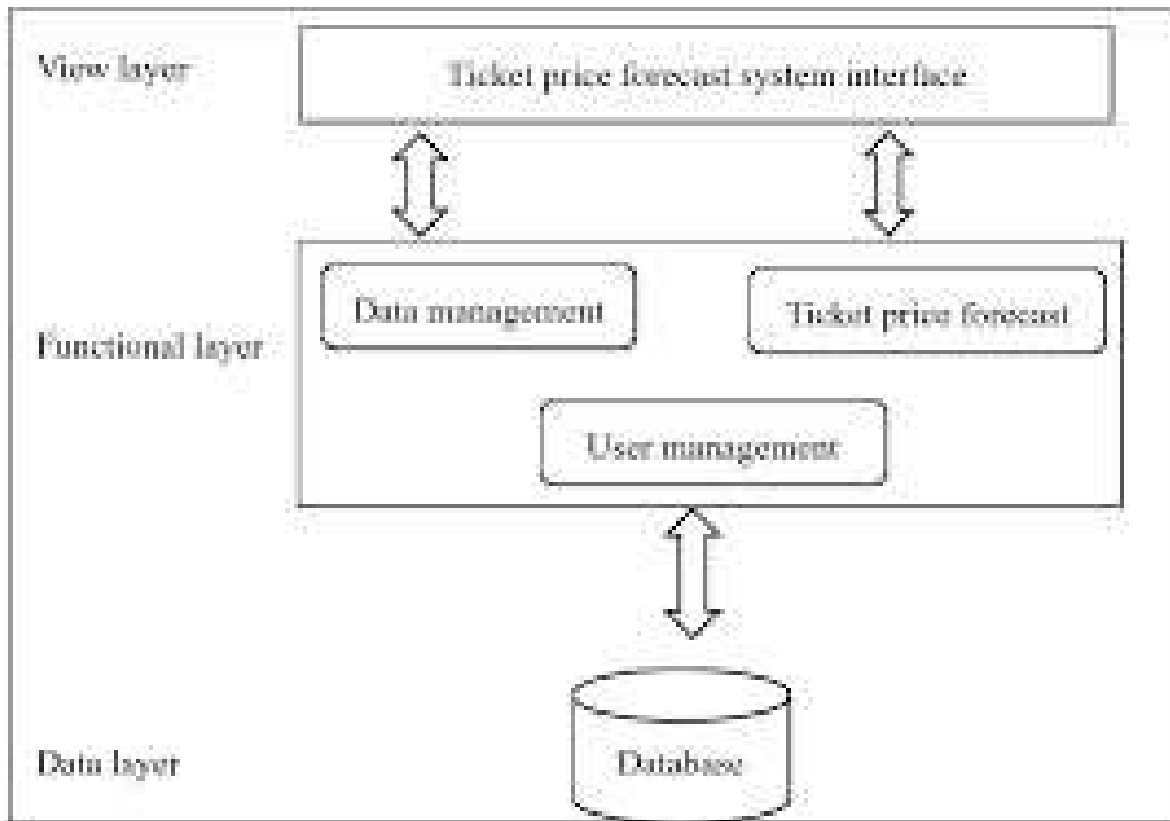 View layer
Ticket price forecast system interface
Data management
Ticket price forecast
Functional layer
User management
Data layer
Database